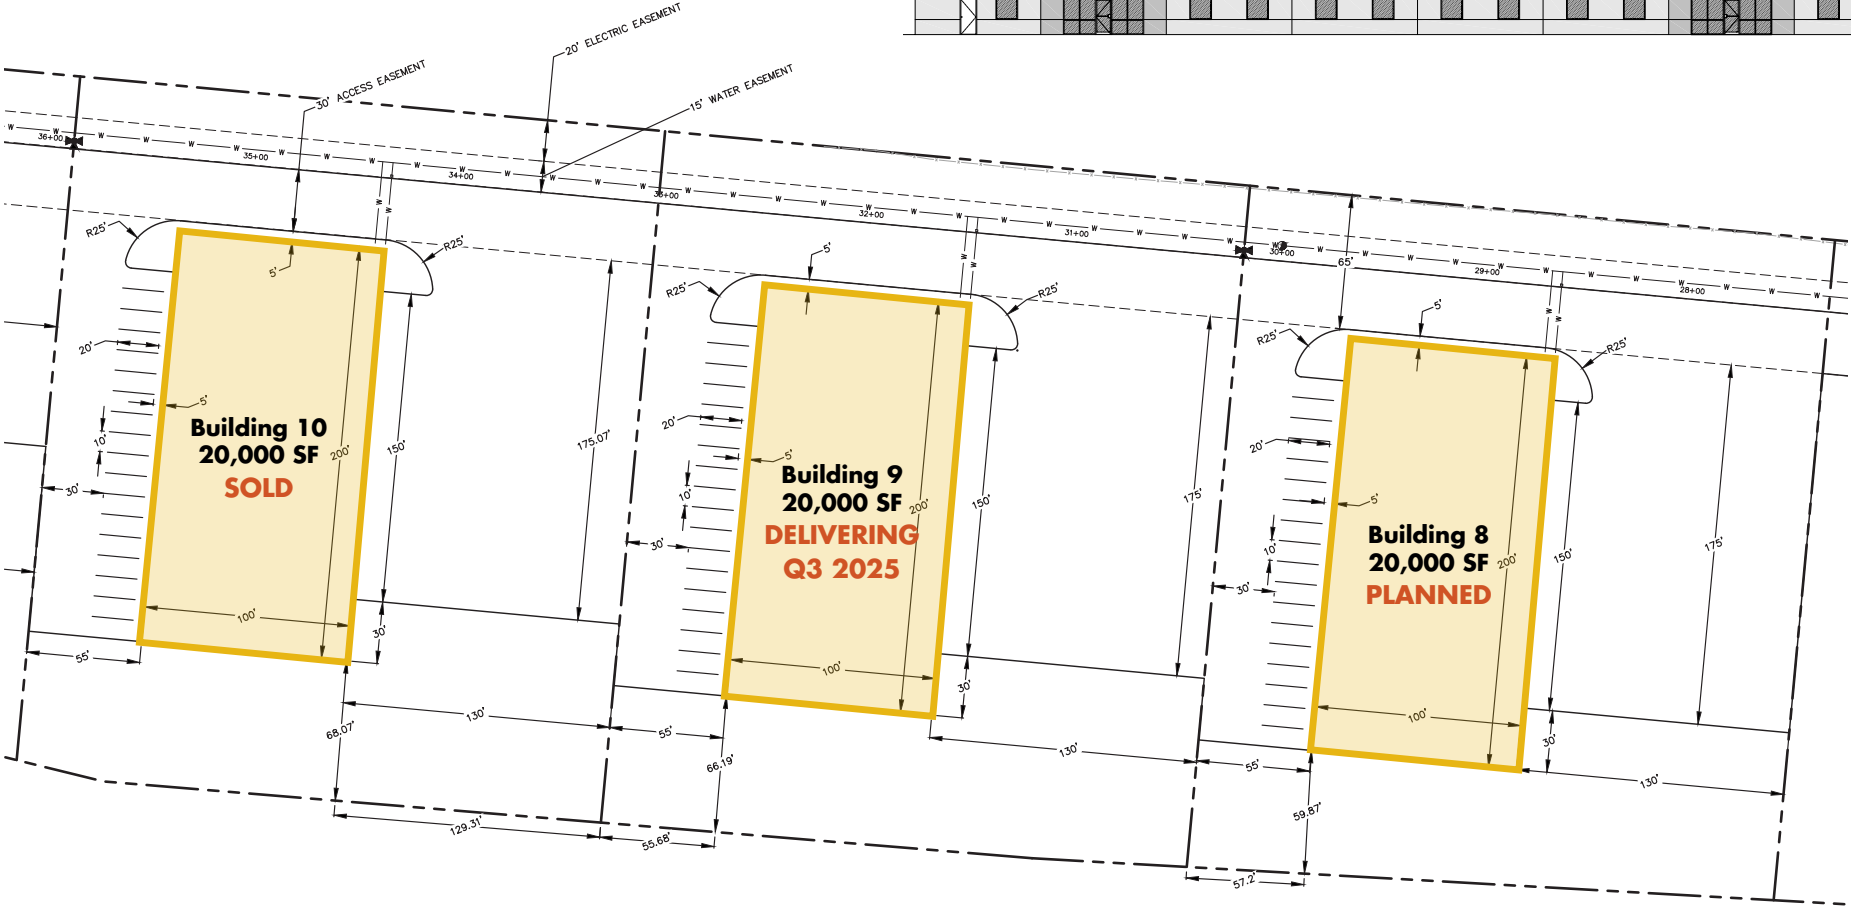 20' ELECTRIC EASEMENT
30' ACCESS EASEMENT
15' WATER EASEMENT
36+00
35+00
34+00
33+00
32+00
31+00
30+00
29+00
28+00
W W W W W W W W W W W W W W W W W W W W W W W W W W W W W W W W W W W W W W W W W
R25'
5'
R25'
W W
20'
5'
10'
30'
Building 10
20,000 SF
SOLD
200'
150'
175.07'
100'
30'
55'
130'
68.07'
129.31'
R25'
5'
R25'
W W
20'
5'
10'
30'
Building 9
20,000 SF
DELIVERING
Q3 2025
200'
150'
175'
100'
30'
55'
130'
66.19'
55.68'
65'
R25'
5'
R25'
W W
20'
5'
10'
30'
Building 8
20,000 SF
PLANNED
200'
150'
175'
100'
30'
55'
130'
59.87'
57.2'